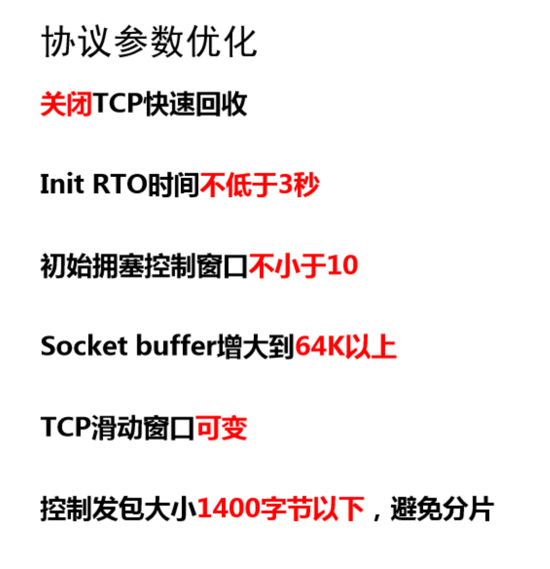 协议参数优化
关闭TCP快速回收
Init RTO时间不低于3秒
初始拥塞控制窗口不小于10
Socket buffer增大到64K以上
TCP滑动窗口可变
控制发包大小1400字节以下，避免分片